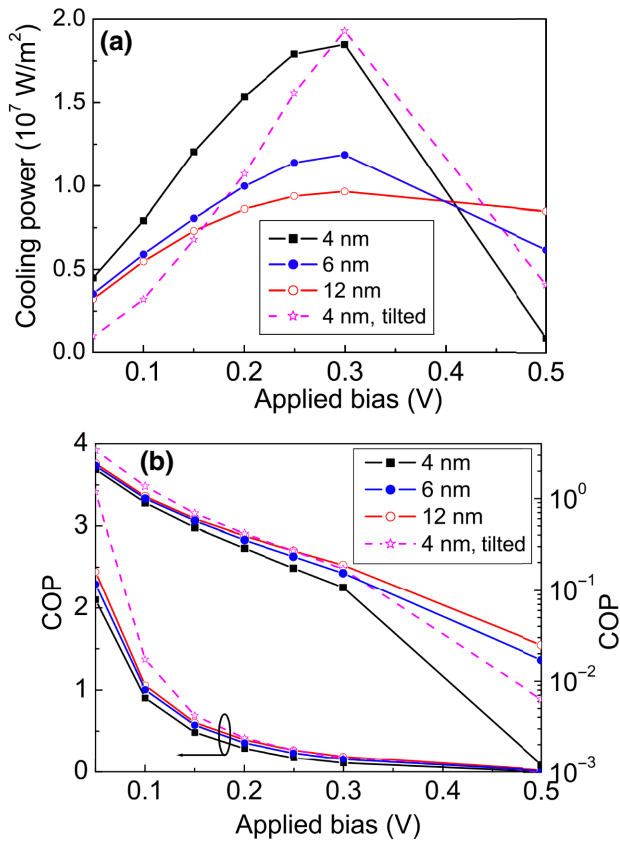 (a)
2.0
1.5
1.0
0.5
0.0
Cooling power (10⁷ W/m²)
4 nm
6 nm
12 nm
4 nm, tilted
0.1 0.2 0.3 0.4 0.5
Applied bias (V)
(b)
4
3
2
1
0
COP
4 nm
6 nm
12 nm
4 nm, tilted
10⁰
10⁻¹
10⁻²
10⁻³
COP
0.1 0.2 0.3 0.4 0.5
Applied bias (V)